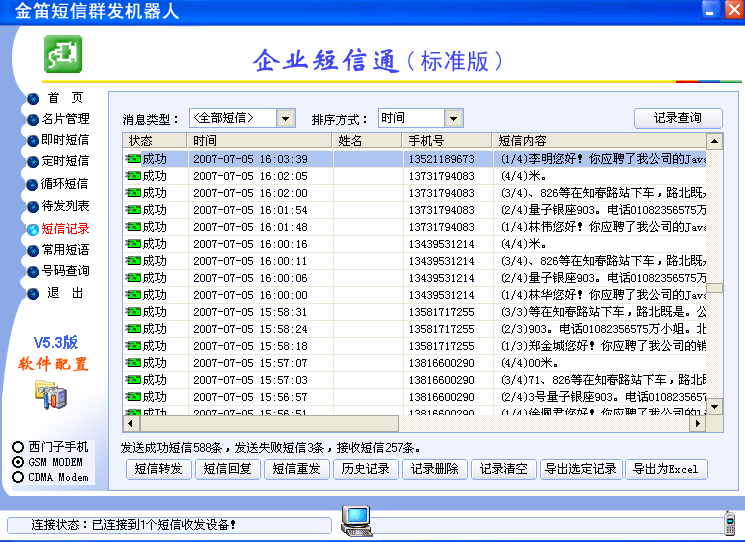 金笛短信群发机器人
企业短信通(标准版)
首 页
名片管理
即时短信
定时短信
循环短信
待发列表
短信记录
常用短语
号码查询
退 出
V5.3版
软件配置
西门子手机
GSM MODEM
CDMA Modem
消息类型: <全部短信> 排序方式: 时间 记录查询
状态 时间 姓名 手机号 短信内容
成功 2007-07-05 16:03:39 13521189673 (1/4)李明您好!你应聘了我公司的Java
成功 2007-07-05 16:02:05 13731794083 (4/4)米。
成功 2007-07-05 16:02:00 13731794083 (3/4)、826等在知春路站下车,路北既
成功 2007-07-05 16:01:54 13731794083 (2/4)量子银座903。电话01082356575万
成功 2007-07-05 16:01:48 13731794083 (1/4)林伟您好!你应聘了我公司的Java
成功 2007-07-05 16:00:16 13439531214 (4/4)米。
成功 2007-07-05 16:00:11 13439531214 (3/4)、826等在知春路站下车,路北既
成功 2007-07-05 16:00:06 13439531214 (2/4)量子银座903。电话01082356575万
成功 2007-07-05 16:00:00 13439531214 (1/4)林华您好!你应聘了我公司的Java
成功 2007-07-05 15:58:31 13581717255 (3/3)等在知春路站下车,路北既是。公
成功 2007-07-05 15:58:24 13581717255 (2/3)903。电话01082356575万小姐。北
成功 2007-07-05 15:58:18 13581717255 (1/3)郑金城您好!你应聘了我公司的销
成功 2007-07-05 15:57:07 13816600290 (4/4)00米。
成功 2007-07-05 15:57:03 13816600290 (3/4)71、826等在知春路站下车,路北
成功 2007-07-05 15:56:57 13816600290 (2/4)3号量子银座903。电话010823565
成功 2007-07-05 15:56:51 13816600290 (1/4)徐佩君您好!你应聘了我公司的J
发送成功短信588条,发送失败短信3条,接收短信257条。
短信转发 短信回复 短信重发 历史记录 记录删除 记录清空 导出选定记录 导出为Excel
连接状态:已连接到1个短信收发设备!